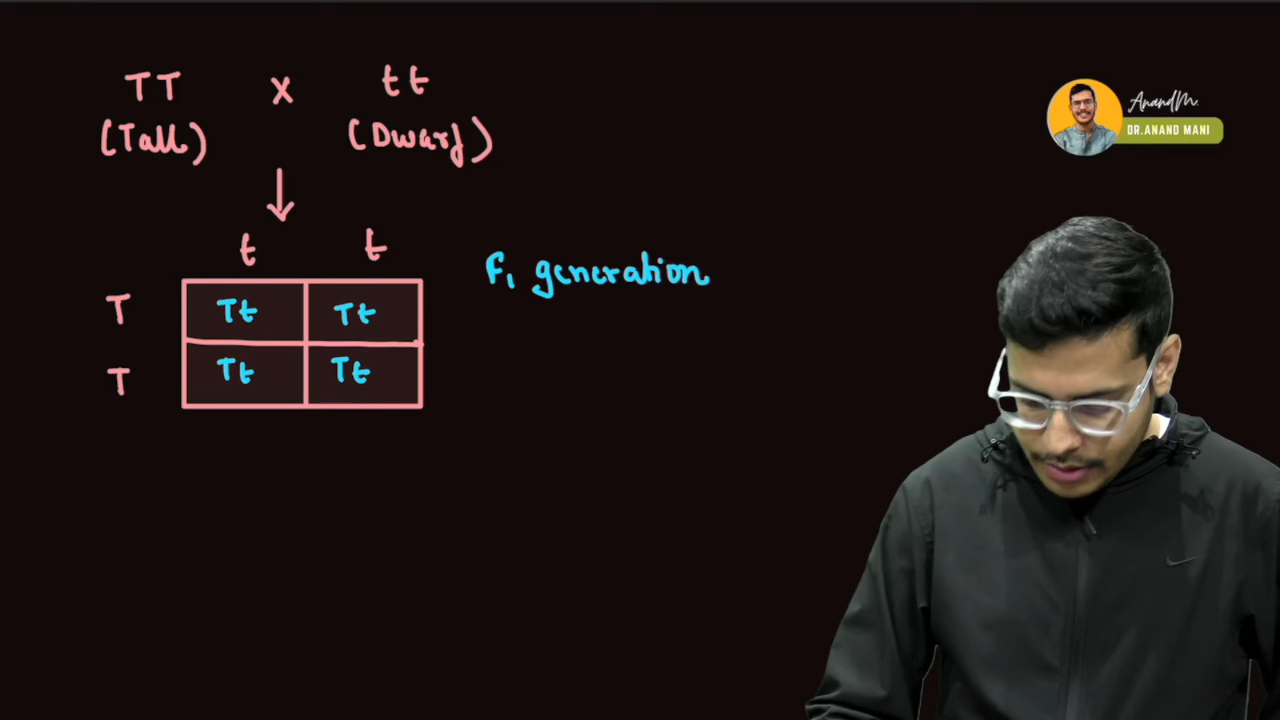 TT x tt
(Tall) (Dwarf)
t t
F₁ generation
T Tt Tt
T Tt Tt
AnandM.
DR.ANAND MANI